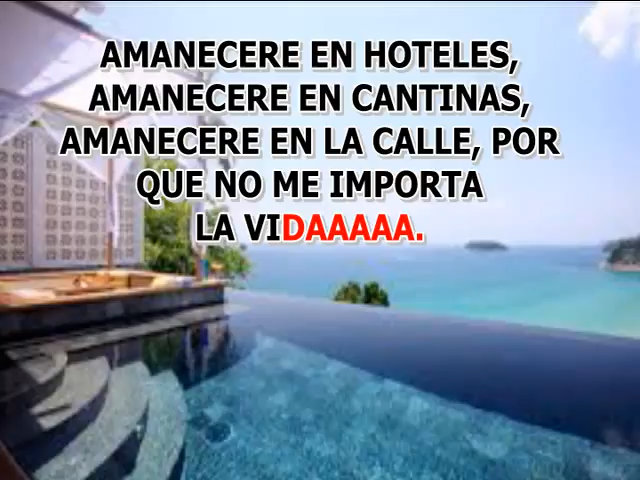 AMANECERE EN HOTELES,
AMANECERE EN CANTINAS,
AMANECERE EN LA CALLE, POR
QUE NO ME IMPORTA
LA VIDAAAAA.